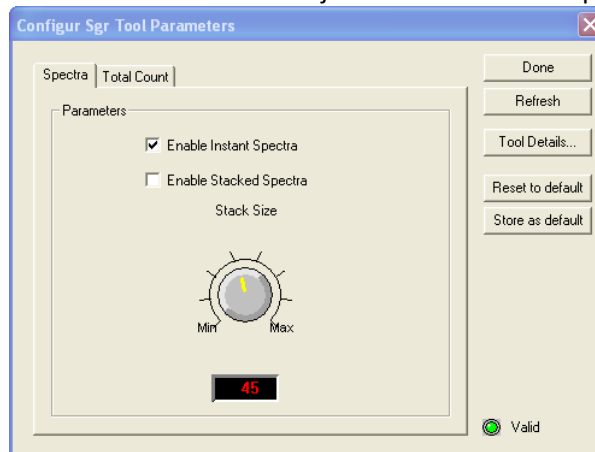 Configur Sgr Tool Parameters
Spectra
Total Count
Parameters
Enable Instant Spectra
Enable Stacked Spectra
Stack Size
Min
Max
45
Done
Refresh
Tool Details...
Reset to default
Store as default
Valid